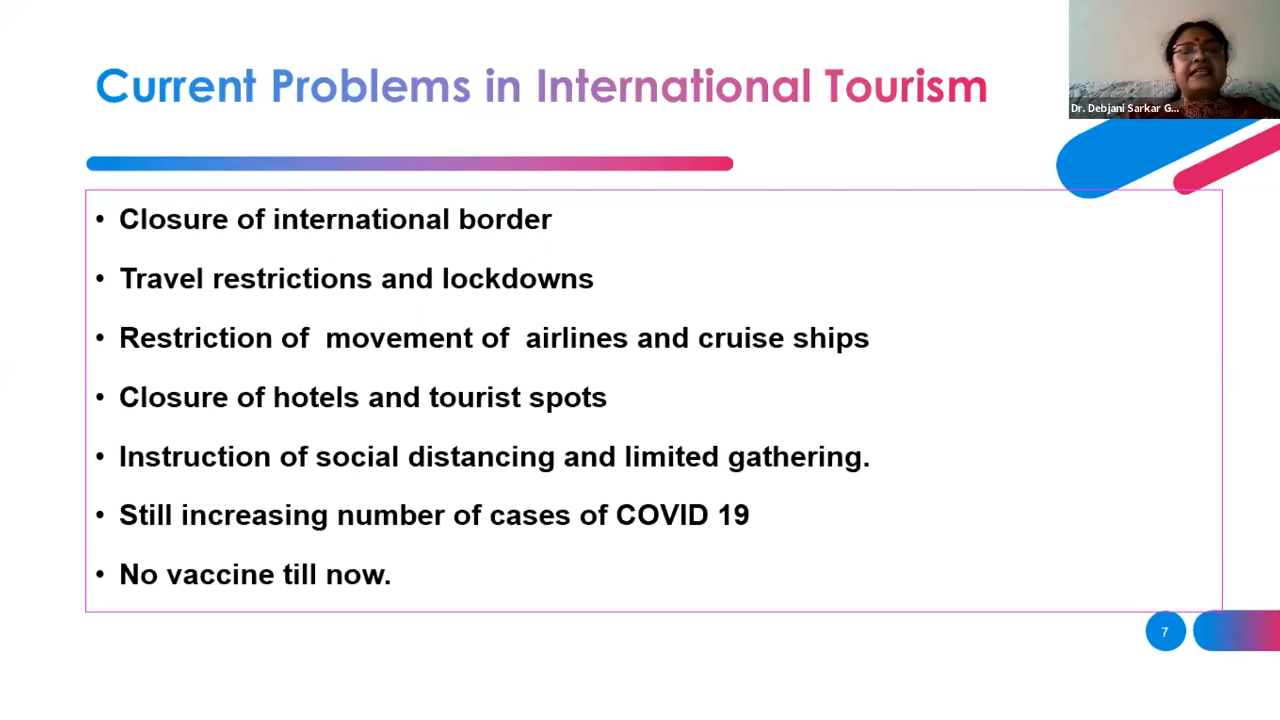 Current Problems in International Tourism
Dr. Debjani Sarkar G...
• Closure of international border
• Travel restrictions and lockdowns
• Restriction of  movement of  airlines and cruise ships
• Closure of hotels and tourist spots
• Instruction of social distancing and limited gathering.
• Still increasing number of cases of COVID 19
• No vaccine till now.
7